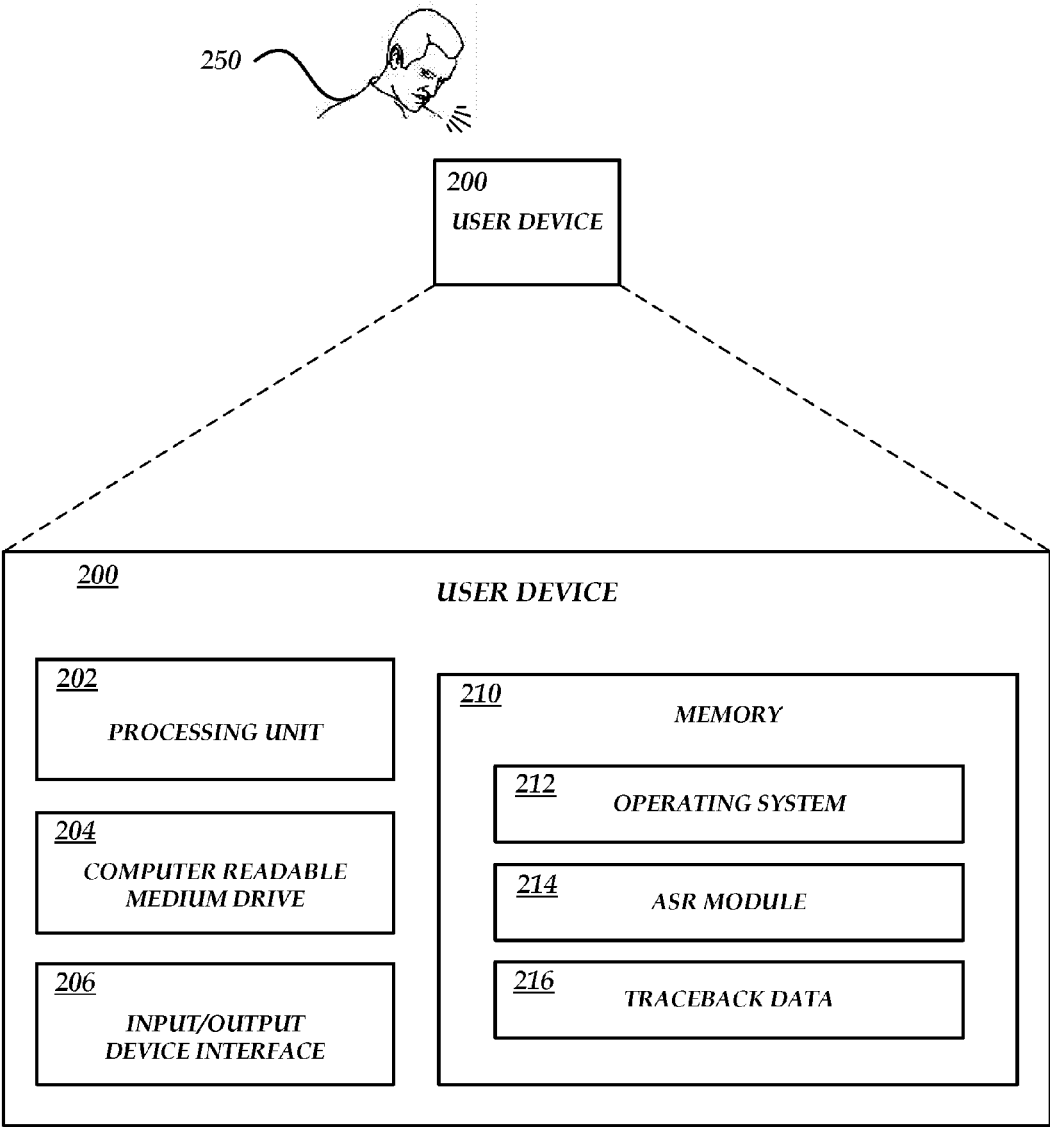 250
200
USER DEVICE
200
USER DEVICE
202
PROCESSING UNIT
204
COMPUTER READABLE
MEDIUM DRIVE
206
INPUT/OUTPUT
DEVICE INTERFACE
210
MEMORY
212
OPERATING SYSTEM
214
ASR MODULE
216
TRACEBACK DATA